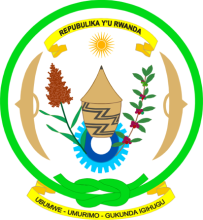 REPUBULIKA Y'U RWANDA
UBUMWE - UMURIMO - GUKUNDA IGIHUGU